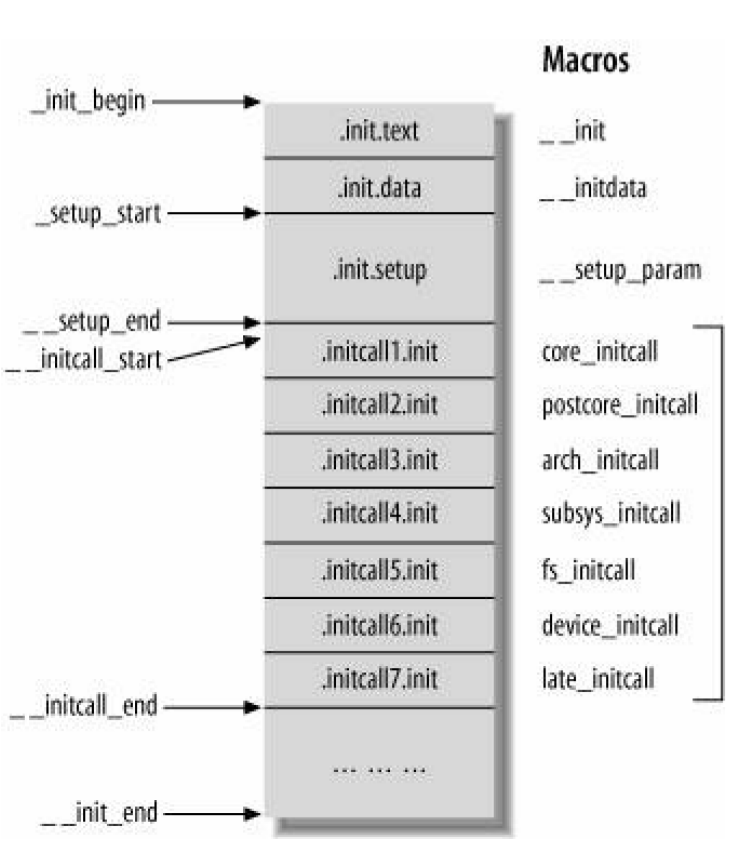 Macros
_init_begin
.init.text
_ _init
.init.data
_ _initdata
_setup_start
.init.setup
_ _setup_param
_ _setup_end
_ _initcall_start
.initcall1.init
core_initcall
.initcall2.init
postcore_initcall
.initcall3.init
arch_initcall
.initcall4.init
subsys_initcall
.initcall5.init
fs_initcall
.initcall6.init
device_initcall
.initcall7.init
late_initcall
_ _initcall_end
... ... ...
_ _init_end